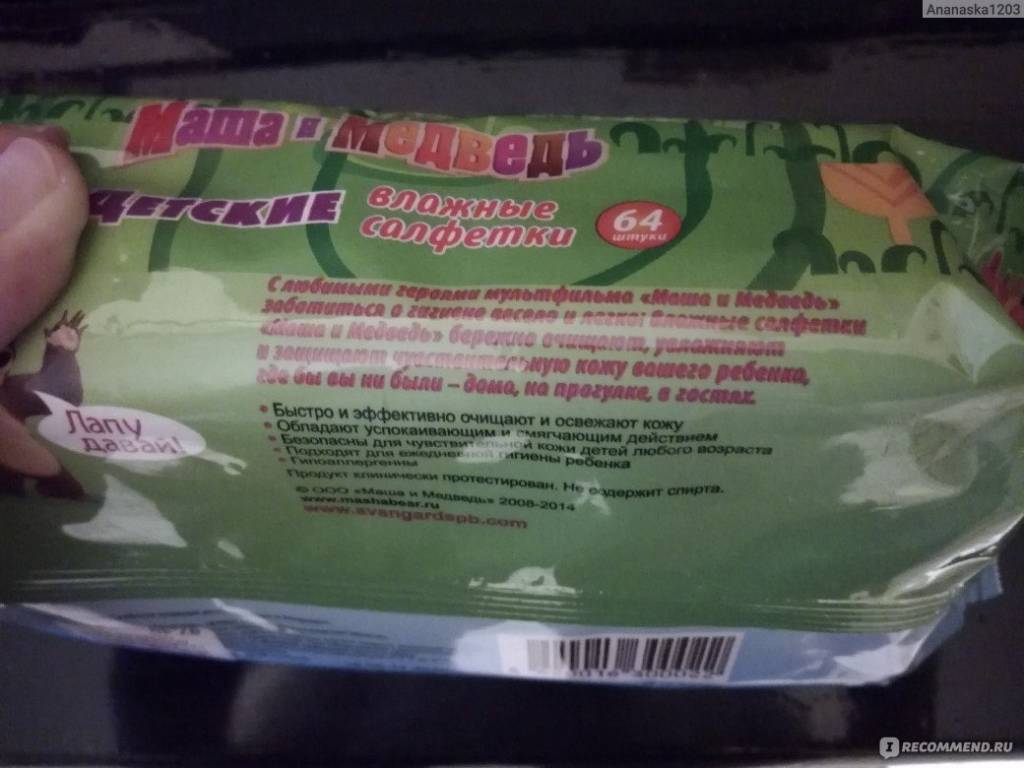 Ananaska1203
Маша и Медведь
ДЕТСКИЕ
влажные
салфетки
64
штуки
С любимыми героями мультфильма «Маша и Медведь»
заботиться о гигиене весело и легко! Влажные салфетки
«Маша и Медведь» бережно очищают, увлажняют
и защищают чувствительную кожу вашего ребенка,
где бы вы ни были – дома, на прогулке, в гостях.
• Быстро и эффективно очищают и освежают кожу
• Обладают успокаивающим и смягчающим действием
• Безопасны для чувствительной кожи детей любого возраста
• Подходят для ежедневной гигиены ребенка
• Гипоаллергенны
Продукт клинически протестирован. Не содержит спирта.
© ООО «Маша и Медведь» 2008-2014
www.mashabear.ru
www.avangardspb.com
Лапу
давай!
IRECOMMEND.RU